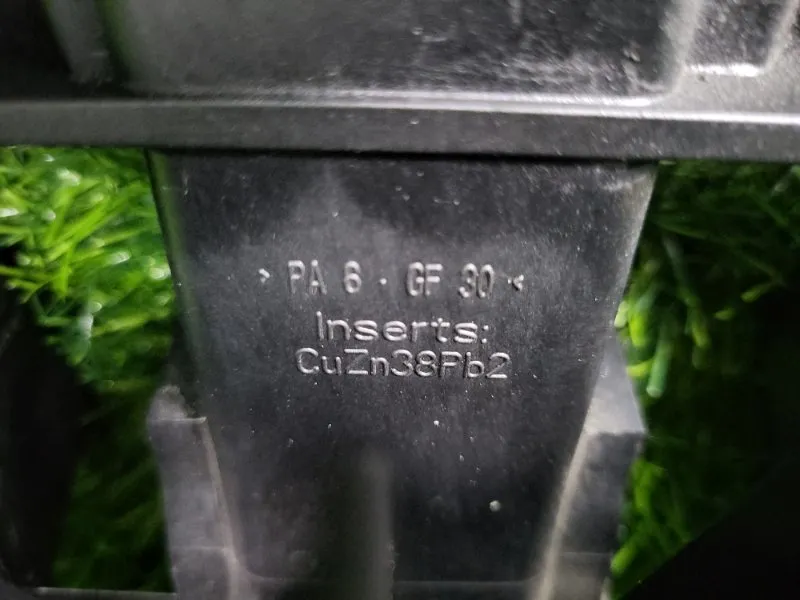 > PA 6 - GF 30 <
Inserts:
CuZn38Pb2